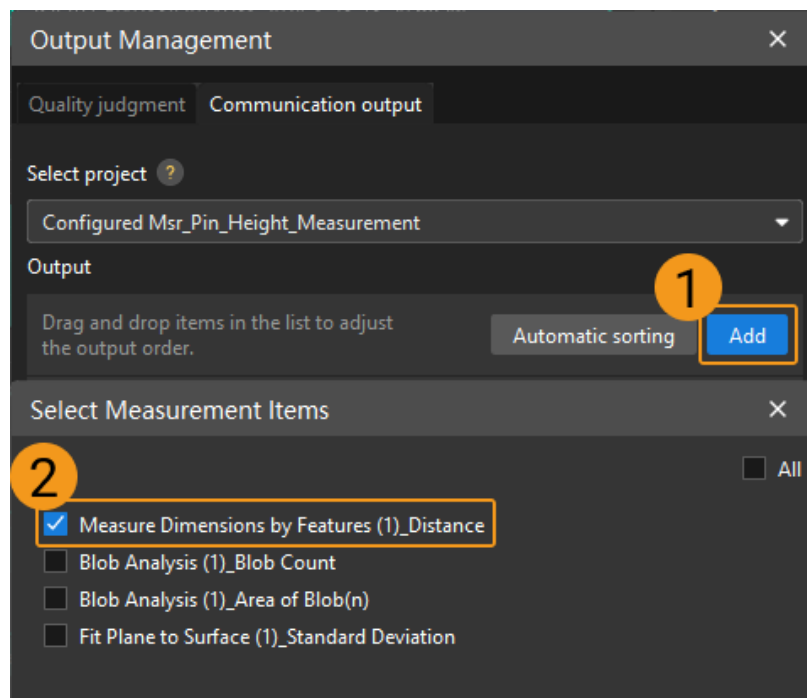 Output Management
Quality judgment Communication output
Select project ?
Configured Msr_Pin_Height_Measurement
Output
1
Drag and drop items in the list to adjust
the output order.
Automatic sorting Add
Select Measurement Items
2
All
Measure Dimensions by Features (1)_Distance
Blob Analysis (1)_Blob Count
Blob Analysis (1)_Area of Blob(n)
Fit Plane to Surface (1)_Standard Deviation